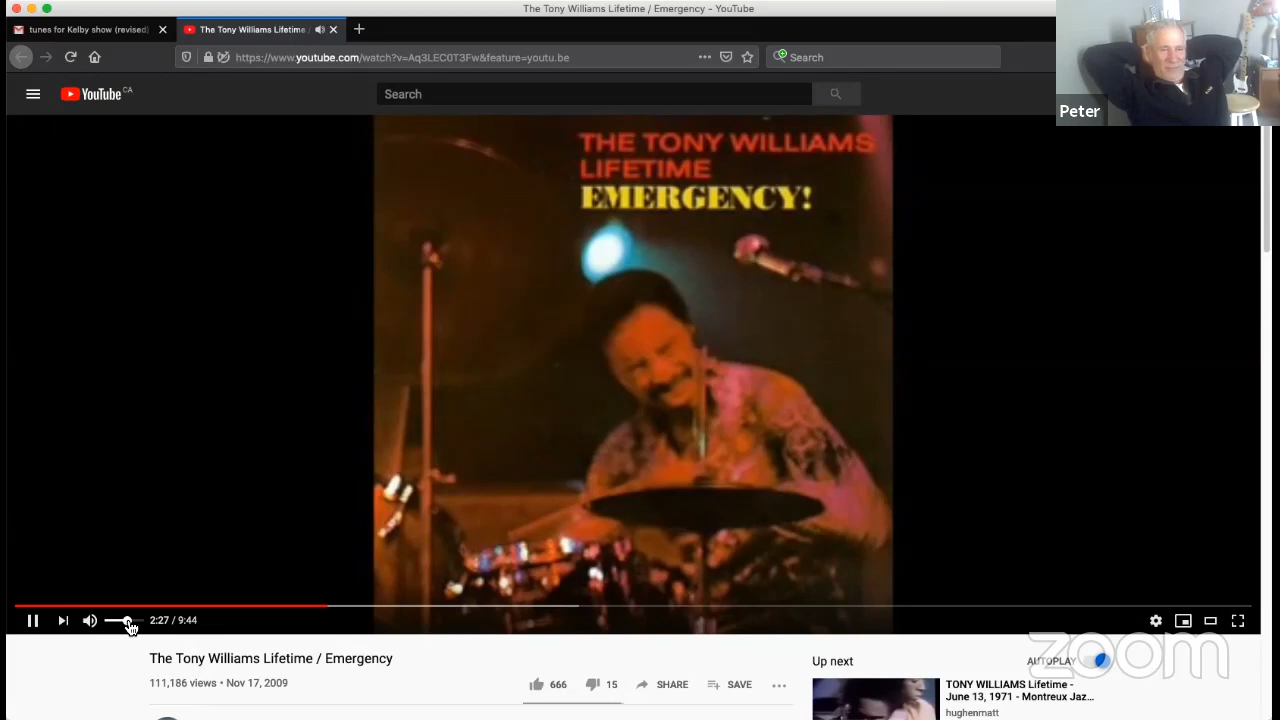 The Tony Williams Lifetime / Emergency - YouTube
tunes for Kelby show (revised)
The Tony Williams Lifetime
https://www.youtube.com/watch?v=Aq3LEC0T3Fw&feature=youtu.be
Search
YouTube CA
Search
Peter
THE TONY WILLIAMS
LIFETIME
EMERGENCY!
2:27 / 9:44
The Tony Williams Lifetime / Emergency
111,186 views • Nov 17, 2009
666
15
SHARE
SAVE
Up next
AUTOPLAY
zoom
TONY WILLIAMS Lifetime -
June 13, 1971 - Montreux Jaz...
hughenmatt